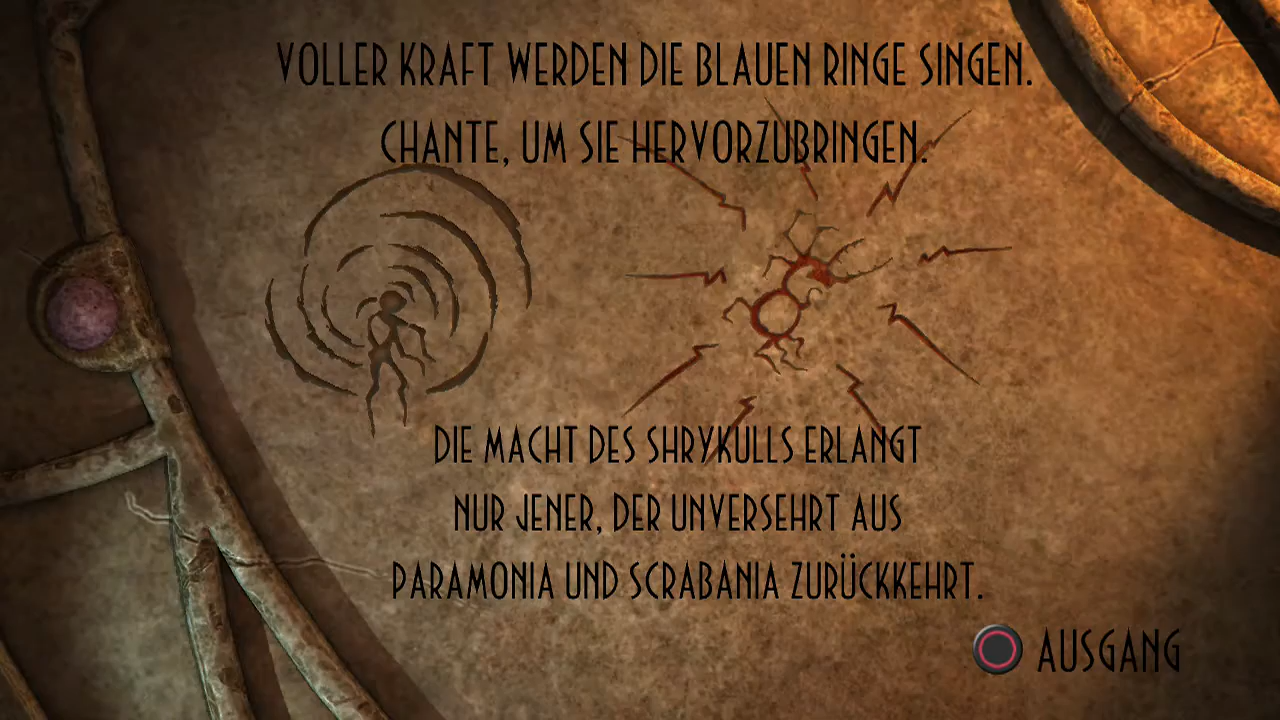 VOLLER KRAFT WERDEN DIE BLAUEN RINGE SINGEN.
CHANTE, UM SIE HERVORZUBRINGEN.
DIE MACHT DES SHRYKULLS ERLANGT
NUR JENER, DER UNVERSEHRT AUS
PARAMONIA UND SCRABANIA ZURÜCKKEHRT.
AUSGANG